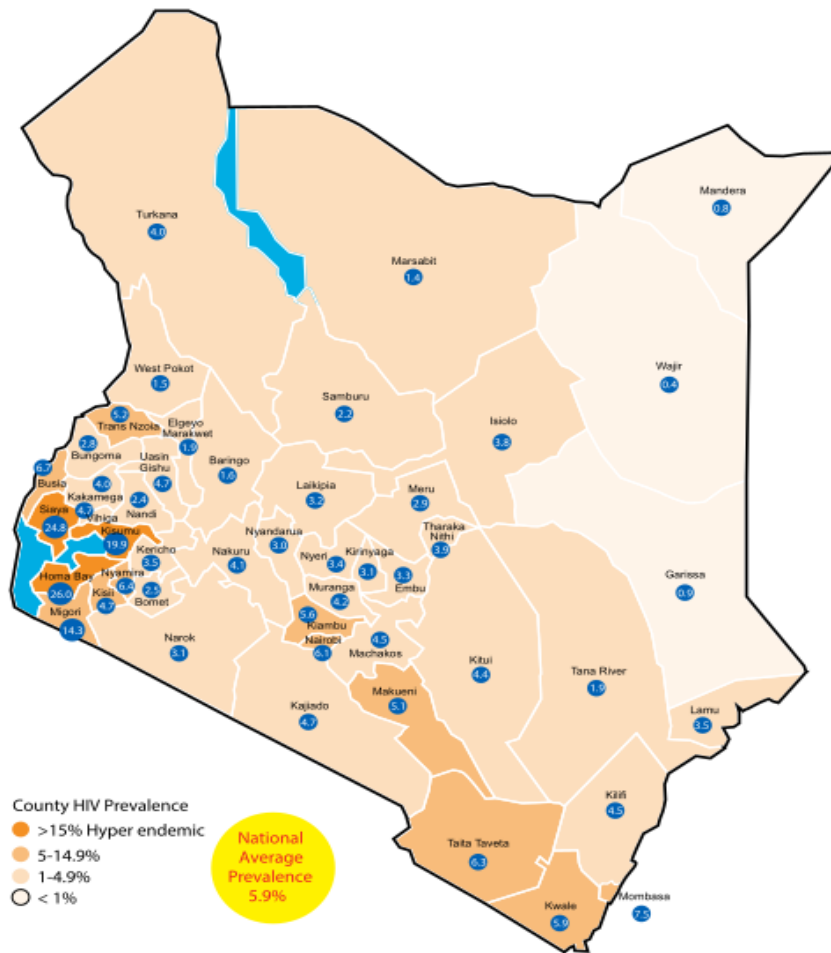 Mandera
0.8
Turkana
4.0
Marsabit
1.4
Wajir
0.4
West Pokot
1.5
Samburu
2.2
Isiolo
3.8
5.2
Trans Nzoia
Elgeyo
Marakwet
1.9
2.8
Bungoma
Uasin
Gishu
4.7
Baringo
1.6
6.7
Busia
4.0
Kakamega
Laikipia
3.2
Meru
2.9
Siaya
24.8
4.7
Vihiga
2.4
Nandi
Kisumu
19.9
Kericho
3.5
Nakuru
4.1
Nyandarua
3.0
Nyeri
3.4
Kirinyaga
3.1
Tharaka
Nithi
3.9
3.3
Embu
Garissa
0.9
Homa Bay
26.0
Nyamira
6.4
2.5
Bomet
Kisii
4.7
Migori
14.3
Muranga
4.2
5.6
Kiambu
Nairobi
6.1
4.5
Machakos
Narok
3.1
Kitui
4.4
Tana River
1.9
Makueni
5.1
Kajiado
4.7
Lamu
3.5
Kilifi
4.5
Taita Taveta
6.3
Kwale
5.9
Mombasa
7.5
County HIV Prevalence
>15% Hyper endemic
5-14.9%
1-4.9%
< 1%
National
Average
Prevalence
5.9%